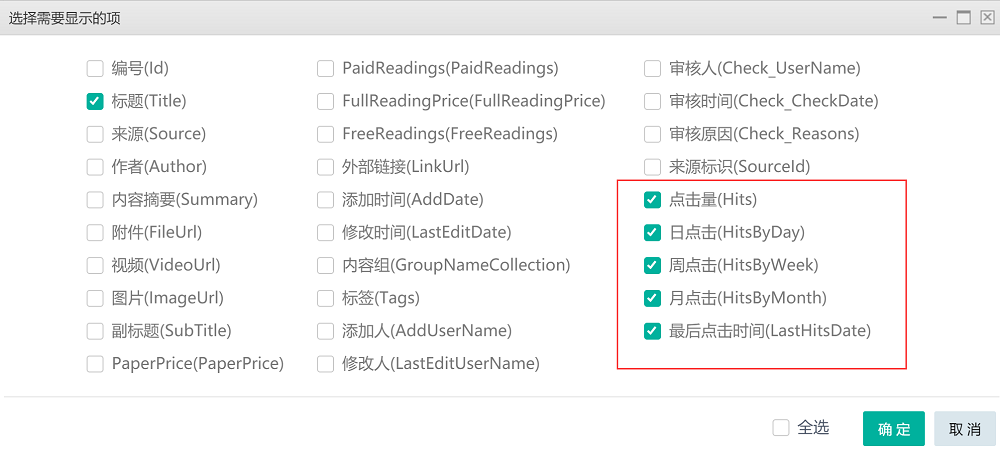 选择需要显示的项
编号(Id)
标题(Title)
来源(Source)
作者(Author)
内容摘要(Summary)
附件(FileUrl)
视频(VideoUrl)
图片(ImageUrl)
副标题(SubTitle)
PaperPrice(PaperPrice)
PaidReadings(PaidReadings)
FullReadingPrice(FullReadingPrice)
FreeReadings(FreeReadings)
外部链接(LinkUrl)
添加时间(AddDate)
修改时间(LastEditDate)
内容组(GroupNameCollection)
标签(Tags)
添加人(AddUserName)
修改人(LastEditUserName)
审核人(Check_UserName)
审核时间(Check_CheckDate)
审核原因(Check_Reasons)
来源标识(SourceId)
点击量(Hits)
日点击(HitsByDay)
周点击(HitsByWeek)
月点击(HitsByMonth)
最后点击时间(LastHitsDate)
全选
确 定
取 消